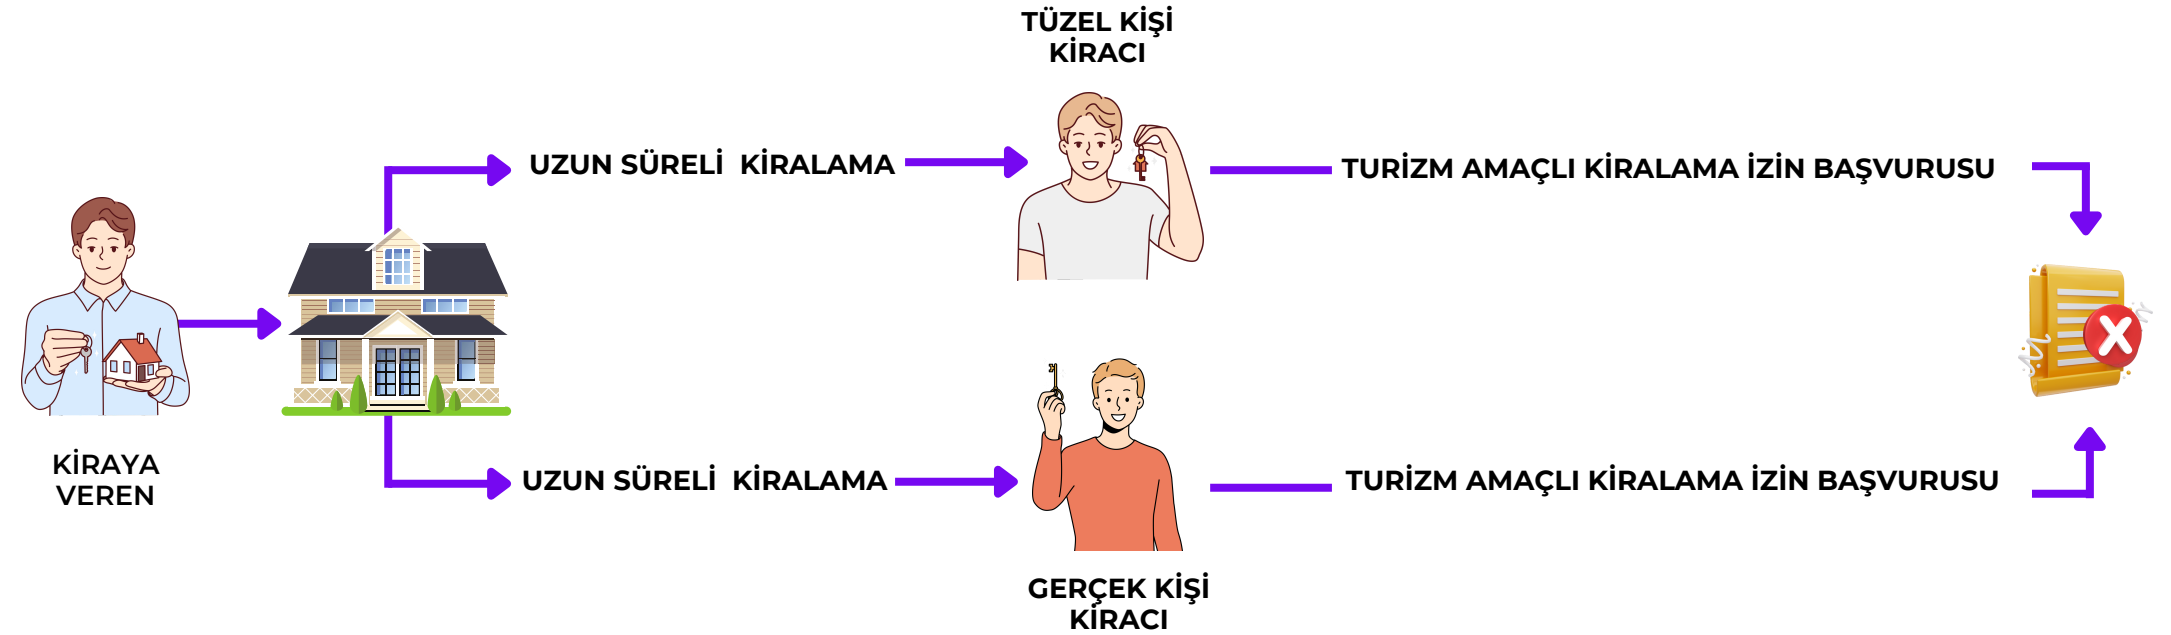 TÜZEL KİŞİ
KİRACI
UZUN SÜRELİ KİRALAMA
TURİZM AMAÇLI KİRALAMA İZİN BAŞVURUSU
KİRAYA
VEREN
UZUN SÜRELİ KİRALAMA
TURİZM AMAÇLI KİRALAMA İZİN BAŞVURUSU
GERÇEK KİŞİ
KİRACI